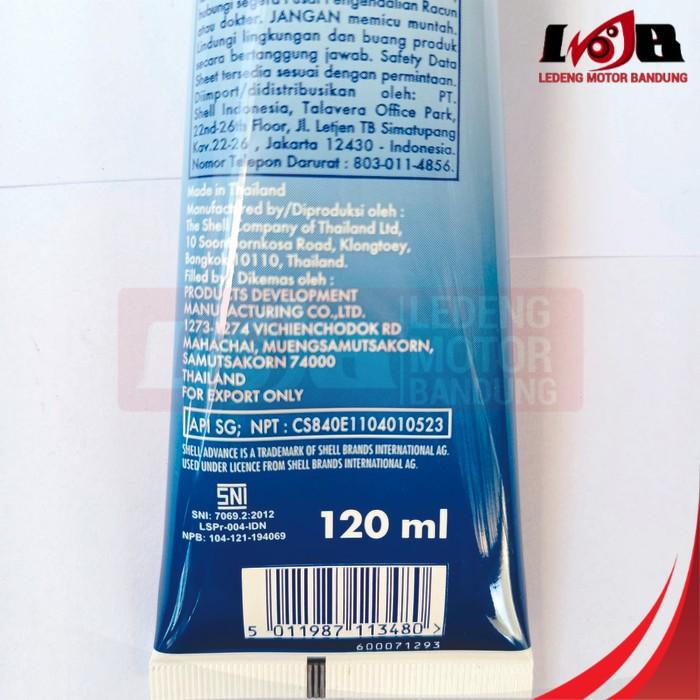 LEDENG MOTOR BANDUNG
hubungi segera Pusat Pengendalian Racun
atau dokter. JANGAN memicu muntah.
Lindungi lingkungan dan buang produk
secara bertanggung jawab. Safety Data
Sheet tersedia sesuai dengan permintaan.
Diimport/didistribusikan oleh: PT.
Shell Indonesia, Talavera Office Park,
22nd-26th Floor, Jl. Letjen TB Simatupang
Kav.22-26 , Jakarta 12430 - Indonesia.
Nomor Telepon Darurat : 803-011-4856.
Made in Thailand
Manufactured by/Diproduksi oleh :
The Shell Company of Thailand Ltd,
10 Soonthornkosa Road, Klongtoey,
Bangkok 10110, Thailand.
Filled by/ Dikemas oleh :
PRODUCTS DEVELOPMENT
MANUFACTURING CO.,LTD.
1273-1274 VICHIENCHODOK RD
MAHACHAI, MUENGSAMUTSAKORN,
SAMUTSAKORN 74000
THAILAND
FOR EXPORT ONLY
LEDENG
MOTOR
BANDUNG
API SG; NPT : CS840E1104010523
SHELL ADVANCE IS A TRADEMARK OF SHELL BRANDS INTERNATIONAL AG.
USED UNDER LICENCE FROM SHELL BRANDS INTERNATIONAL AG.
SNI
SNI: 7069.2:2012
LSPr-004-IDN
NPB: 104-121-194069
120 ml
5 011987 113480 >
600071293